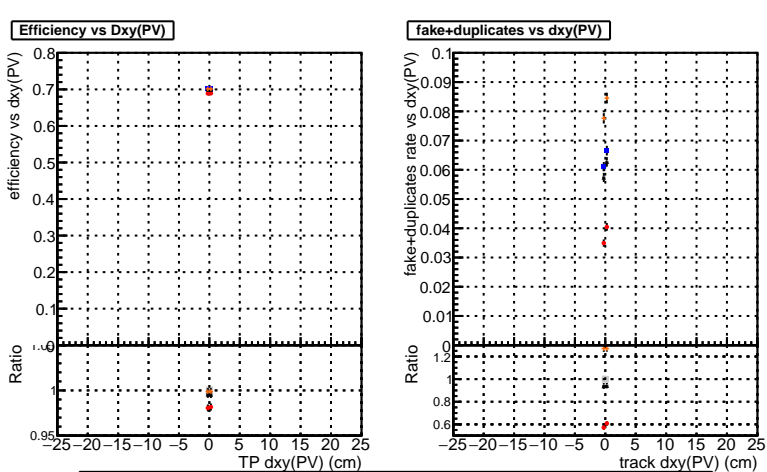 Efficiency vs Dxy(PV)
efficiency vs dxy(PV)
0.8
0.7
0.6
0.5
0.4
0.3
0.2
0.1
0
Ratio
1
0.95
−25 −20 −15 −10 −5 0 5 10 15 20 25
TP dxy(PV) (cm)
fake+duplicates vs dxy(PV)
fake+duplicates rate vs dxy(PV)
0.1
0.09
0.08
0.07
0.06
0.05
0.04
0.03
0.02
0.01
0
Ratio
1.2
1
0.8
0.6
−25 −20 −15 −10 −5 0 5 10 15 20 25
track dxy(PV) (cm)